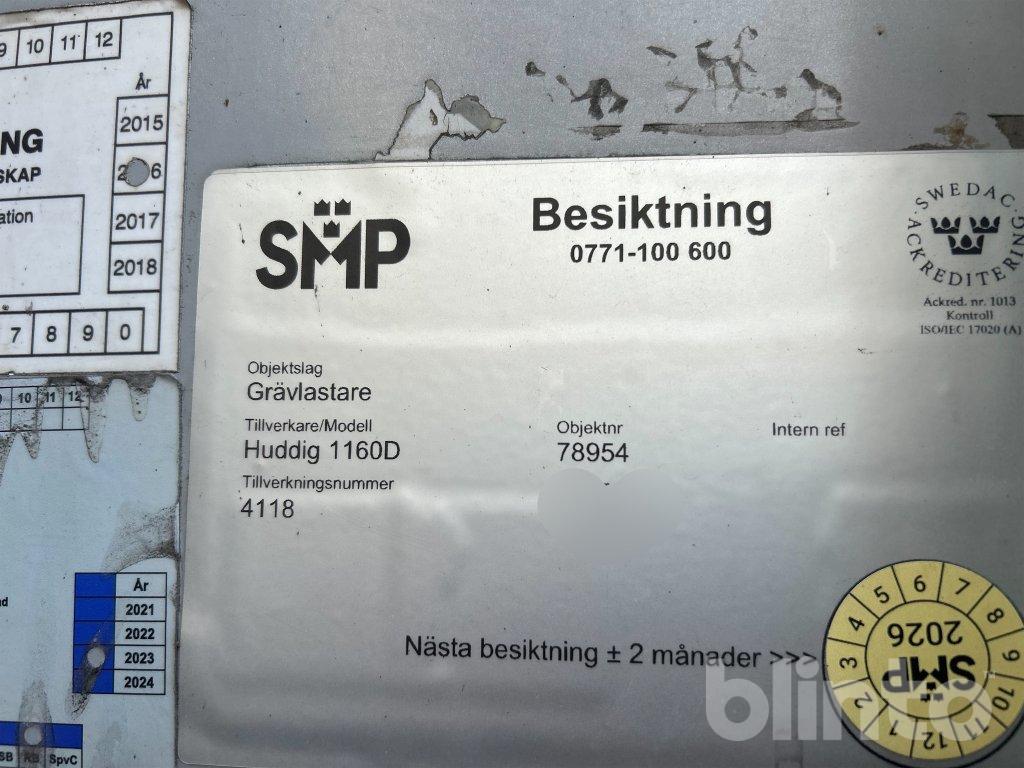 9 10 11 12
År
2015
2017
2018
NG
SKAP
ation
7 8 9 0
10 11 12
År
2021
2022
2023
2024
SB RB SpvC
SMP
Besiktning
0771-100 600
SWEDAC
ACKREDITERING
Ackred. nr. 1013
Kontroll
ISO/IEC 17020 (A)
Objektslag
Grävlastare
Tillverkare/Modell
Huddig 1160D
Objektnr
78954
Intern ref
Tillverkningsnummer
4118
Nästa besiktning ± 2 månader >>>
1 2 3 4 5 6 7 8 9 10 11 12
2026
SMP
blinto